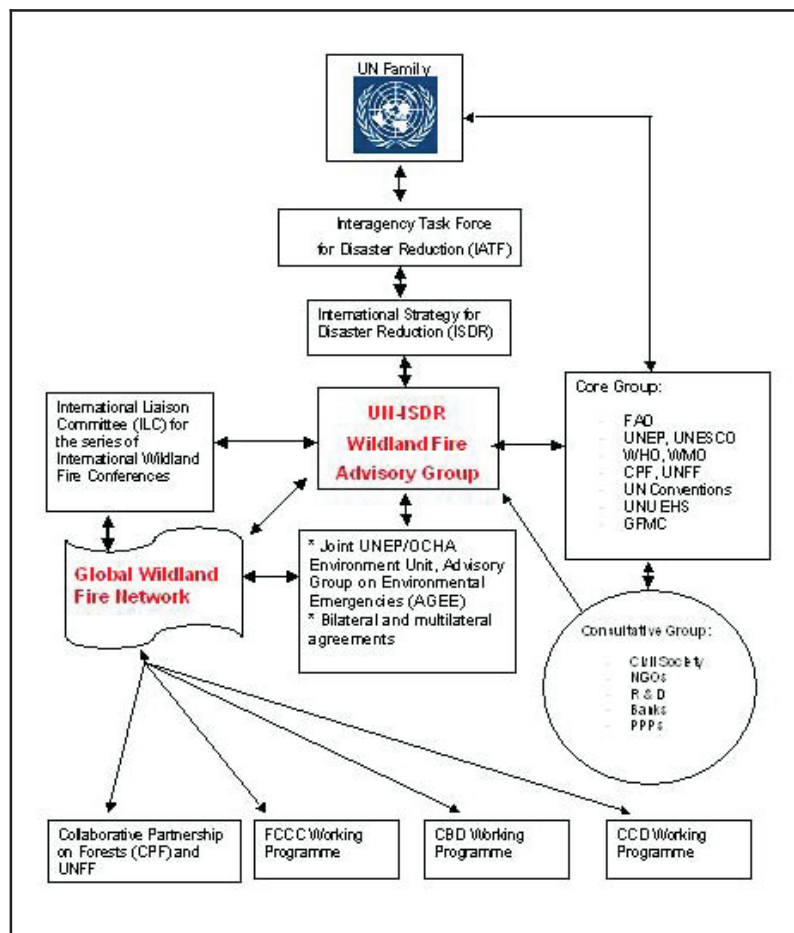 UN Family
Interagency Task Force
for Disaster Reduction (IATF)
International Strategy for
Disaster Reduction (ISDR)
UN-ISDR
Wildland Fire
Advisory Group
International Liaison
Committee (ILC) for
the series of
International Wildland
Fire Conferences
Core Group:
- FAO
- UNEP, UNESCO
- WHO, WMO
- CPF, UNFF
- UN Conventions
- UNU EHS
- GFMC
Global Wildland
Fire Network
* Joint UNEP/OCHA
Environment Unit, Advisory
Group on Environmental
Emergencies (AGEE)
* Bilateral and multilateral
agreements
Consultative Group:
- Civil Society
- NGOs
- R & D
- Banks
- PPPs
Collaborative Partnership
on Forests (CPF) and
UNFF
FCCC Working
Programme
CBD Working
Programme
CCD Working
Programme